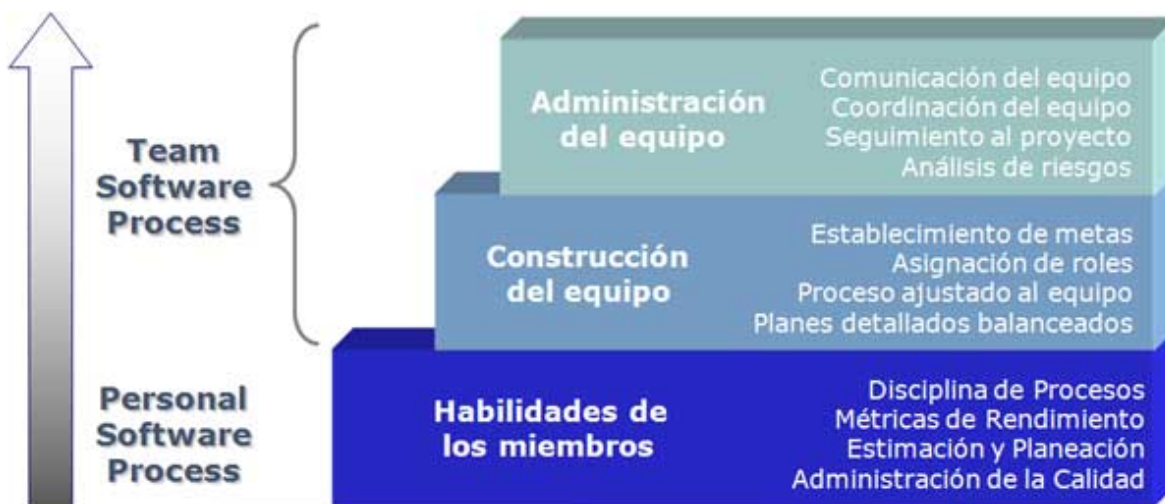 Team
Software
Process
Administración
del equipo
Comunicación del equipo
Coordinación del equipo
Seguimiento al proyecto
Análisis de riesgos
Construcción
del equipo
Establecimiento de metas
Asignación de roles
Proceso ajustado al equipo
Planes detallados balanceados
Personal
Software
Process
Habilidades de
los miembros
Disciplina de Procesos
Métricas de Rendimiento
Estimación y Planeación
Administración de la Calidad